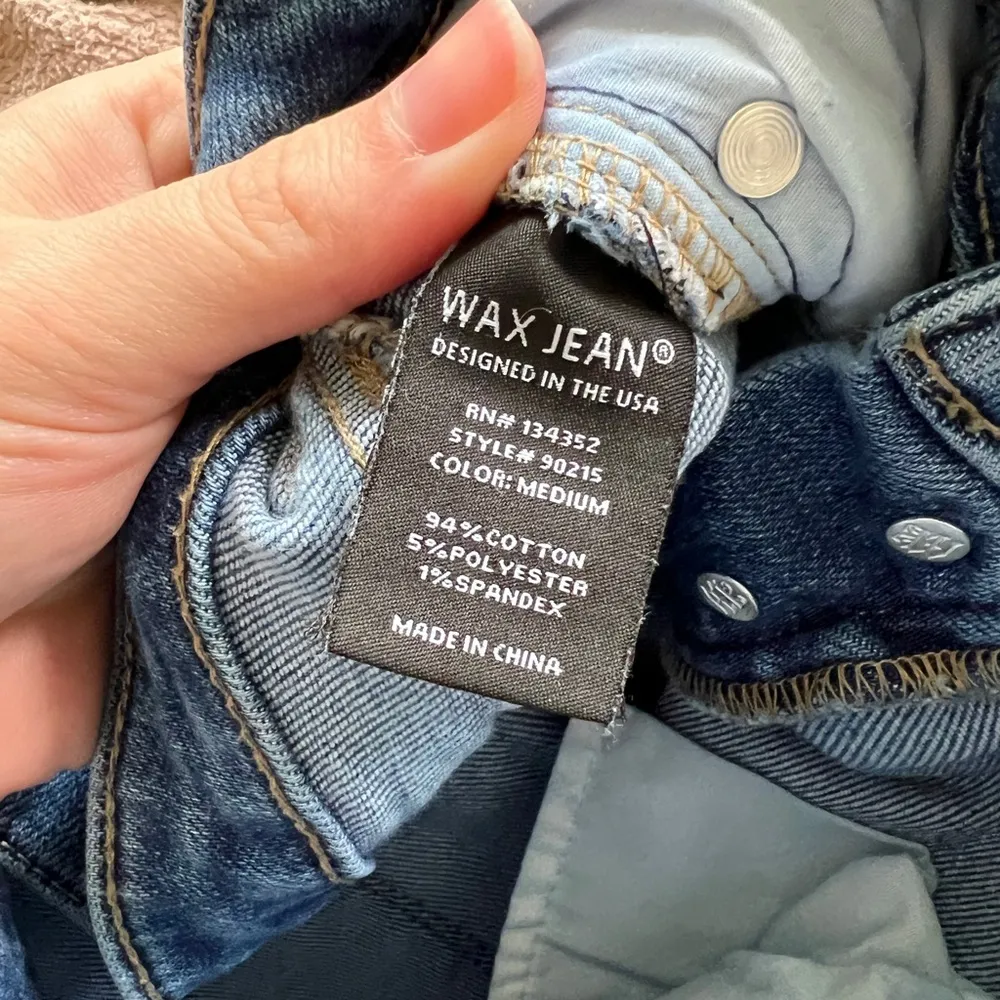 WAX JEAN®
DESIGNED IN THE USA
RN# 134352
STYLE# 90215
COLOR: MEDIUM
94%COTTON
5%POLYESTER
1%SPANDEX
MADE IN CHINA